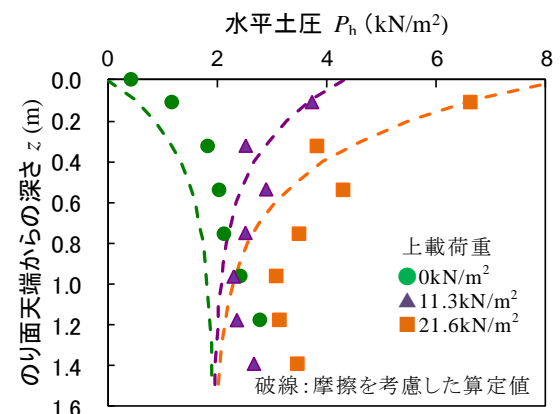 水平土圧 Ph (kN/m²)
0 2 4 6 8
のり面天端からの深さ z (m)
0.0
0.2
0.4
0.6
0.8
1.0
1.2
1.4
1.6
上載荷重
0kN/m²
11.3kN/m²
21.6kN/m²
破線:摩擦を考慮した算定値